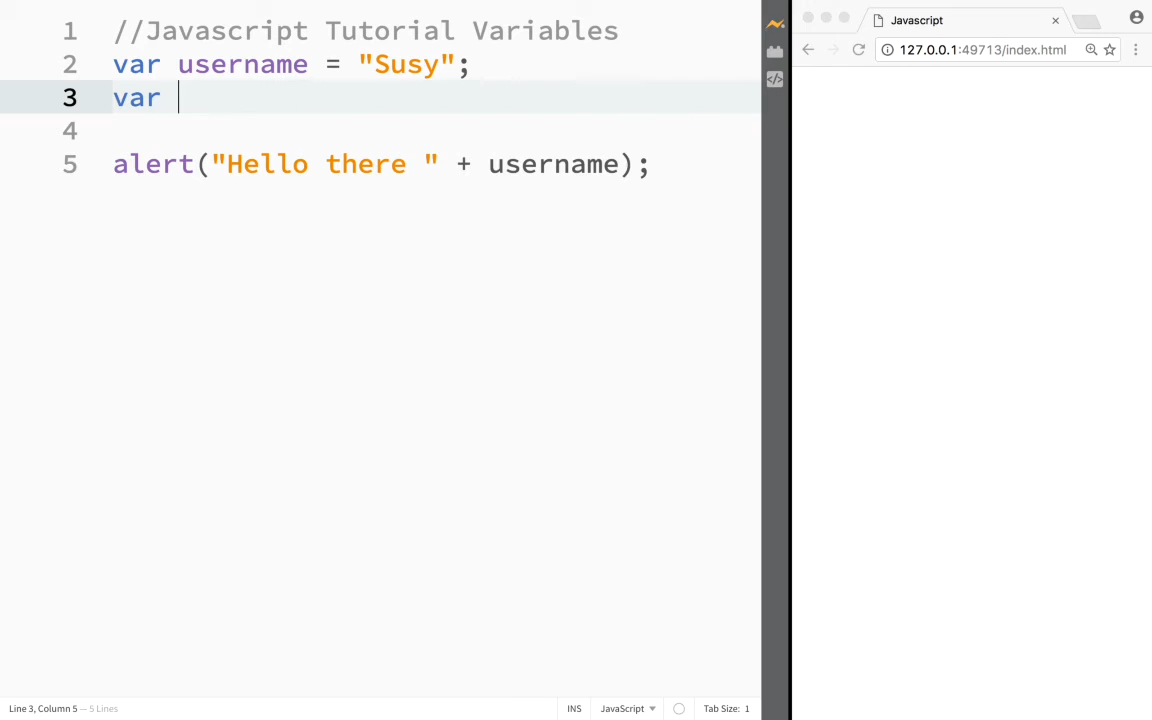 1 //Javascript Tutorial Variables
2 var username = "Susy";
3 var
4
5 alert("Hello there " + username);
Line 3, Column 5 — 5 Lines
INS
JavaScript
Tab Size: 1
Javascript
127.0.0.1:49713/index.html